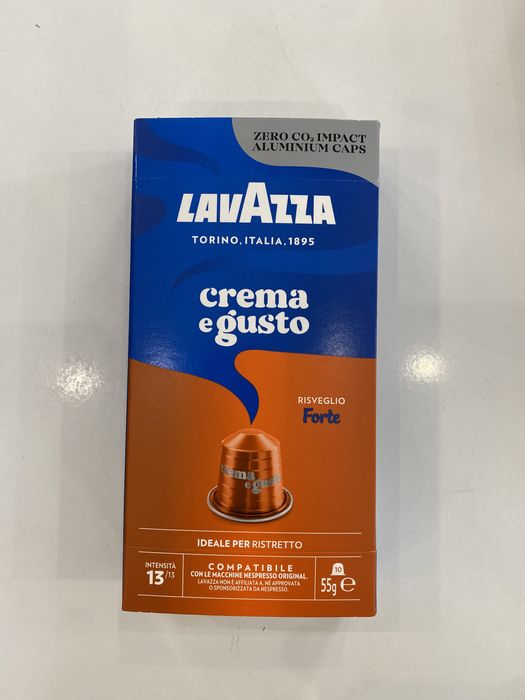 ZERO CO₂ IMPACT
ALUMINIUM CAPS
LAVAZZA
TORINO, ITALIA, 1895
crema
e gusto
RISVEGLIO
Forte
crema
e gusto
IDEALE PER RISTRETTO
INTENSITÀ
13/13
COMPATIBILE
CON LE MACCHINE NESPRESSO ORIGINAL.
LAVAZZA NON È AFFILIATA A, NÉ APPROVATA
O SPONSORIZZATA DA NESPRESSO.
10
55g ℮